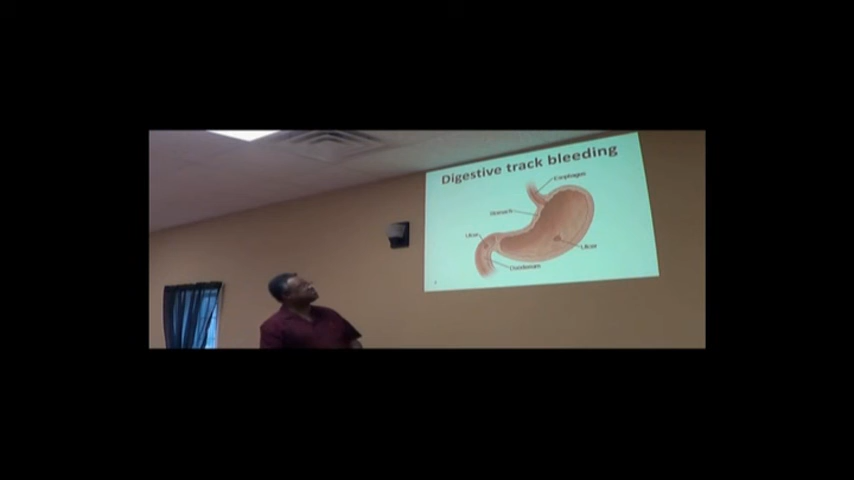 Digestive track bleeding
Esophagus
Stomach
Ulcer
Ulcer
Duodenum